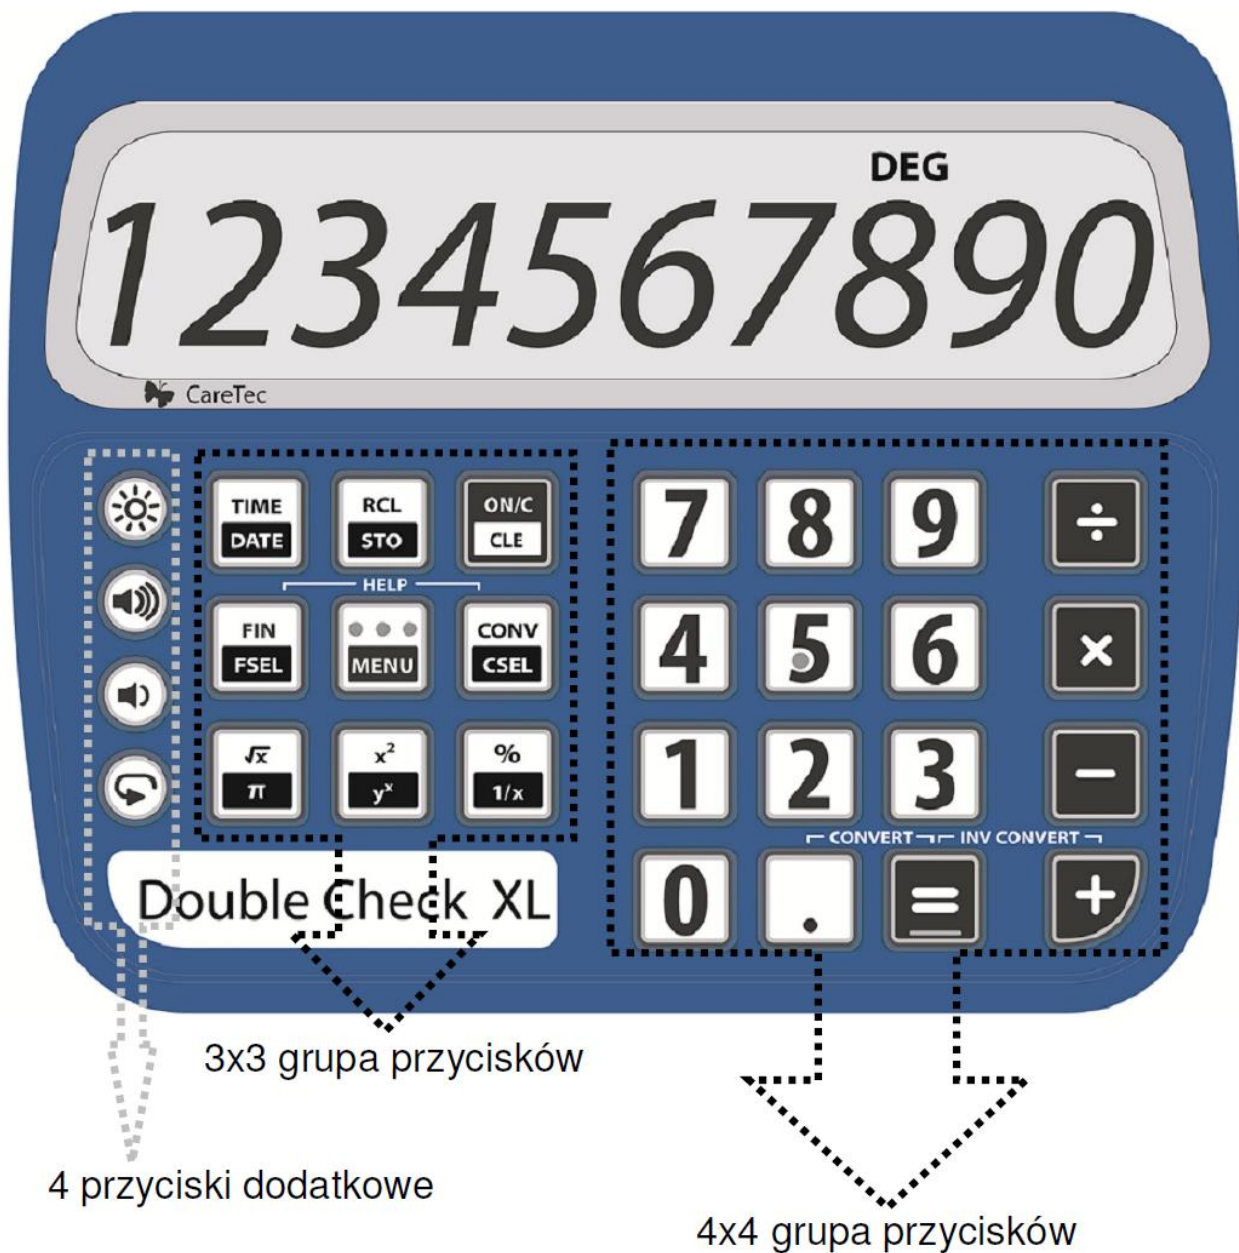 DEG
1234567890
CareTec
TIME
DATE
RCL
STO
ON/C
CLE
HELP
FIN
FSEL
MENU
CONV
CSEL
√x
π
x²
yˣ
%
1/x
7 8 9 ÷
4 5 6 ×
1 2 3 −
CONVERT INV CONVERT
0 . = +
Double Check XL
3x3 grupa przycisków
4 przyciski dodatkowe
4x4 grupa przycisków